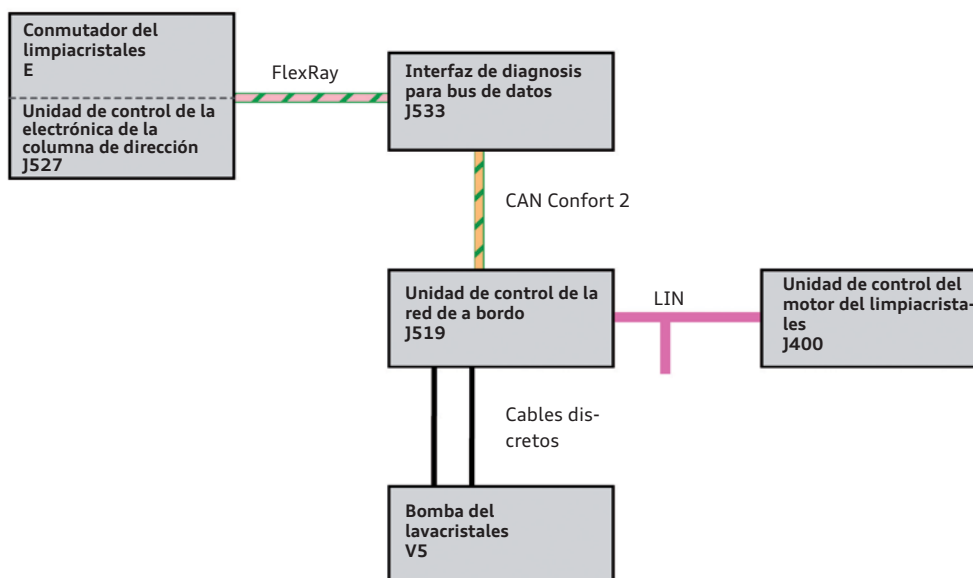 Conmutador del
limpiacristales
E
Unidad de control de la
electrónica de la
columna de dirección
J527
FlexRay
Interfaz de diagnosis
para bus de datos
J533
CAN Confort 2
Unidad de control de la
red de a bordo
J519
LIN
Unidad de control del
motor del limpiacrista-
les
J400
Cables dis-
cretos
Bomba del
lavacristales
V5